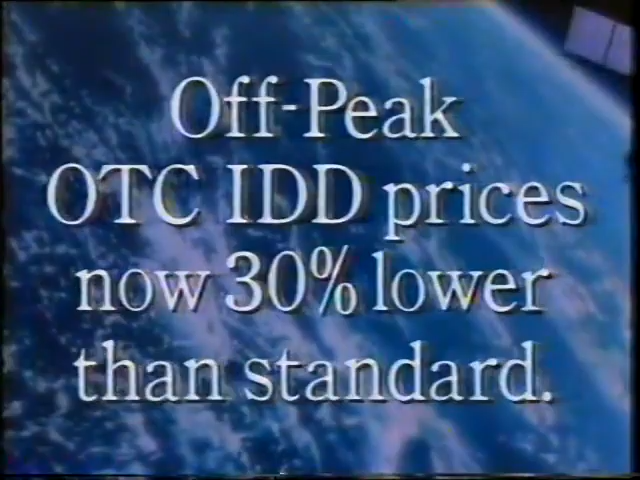 Off-Peak
OTC IDD prices
now 30% lower
than standard.